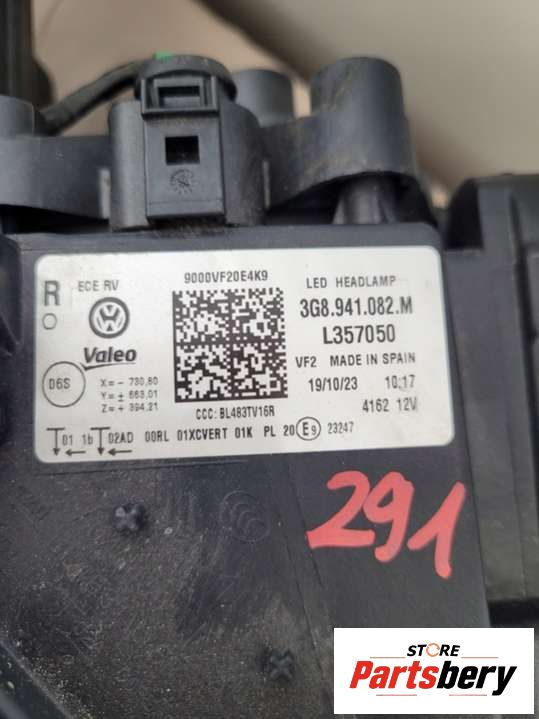 R ECE RV
9000VF20E4K9
LED HEADLAMP
3G8.941.082.M
L357050
Valeo
VF2 MADE IN SPAIN
06S
X= - 730,80
Y= ± 663,01
Z= + 394,21
19/10/23 10:17
CCC: BL483TV16R
4162 12V
01 1b 02AD 00RL 01XCVERT 01K PL 20 E9 23247
291
STORE
Partsbery